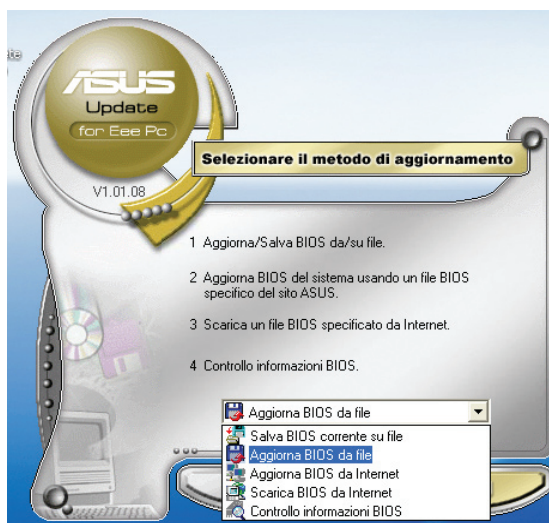 ASUS
Update
for Eee Pc
V1.01.08
Selezionare il metodo di aggiornamento
1 Aggiorna/Salva BIOS da/su file.
2 Aggiorna BIOS del sistema usando un file BIOS
specifico del sito ASUS.
3 Scarica un file BIOS specificato da Internet.
4 Controllo informazioni BIOS.
Aggiorna BIOS da file
Salva BIOS corrente su file
Aggiorna BIOS da file
Aggiorna BIOS da Internet
Scarica BIOS da Internet
Controllo informazioni BIOS